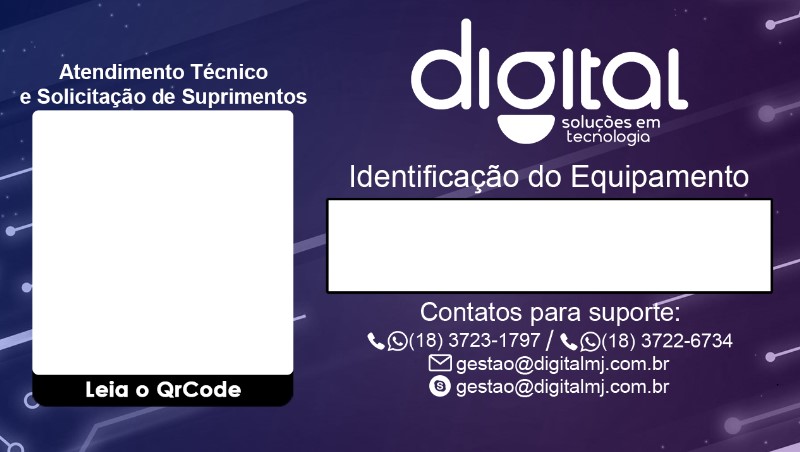 Atendimento Técnico
e Solicitação de Suprimentos
Leia o QrCode
digital
soluções em
tecnologia
Identificação do Equipamento
Contatos para suporte:
(18) 3723-1797 / (18) 3722-6734
gestao@digitalmj.com.br
gestao@digitalmj.com.br